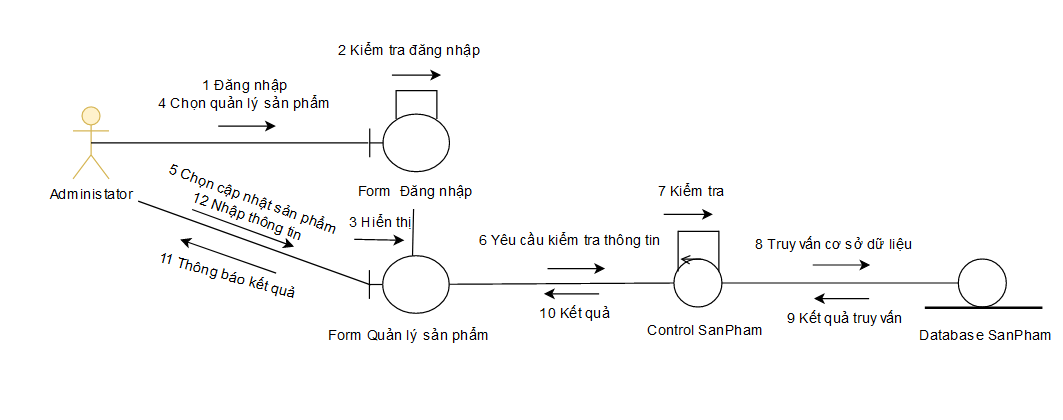 2 Kiểm tra đăng nhập
1 Đăng nhập
4 Chọn quản lý sản phẩm
Administator
Form Đăng nhập
7 Kiểm tra
5 Chọn cập nhật sản phẩm
12 Nhập thông tin
3 Hiển thị
6 Yêu cầu kiểm tra thông tin
8 Truy vấn cơ sở dữ liệu
11 Thông báo kết quả
10 Kết quả
9 Kết quả truy vấn
Form Quản lý sản phẩm
Control SanPham
Database SanPham